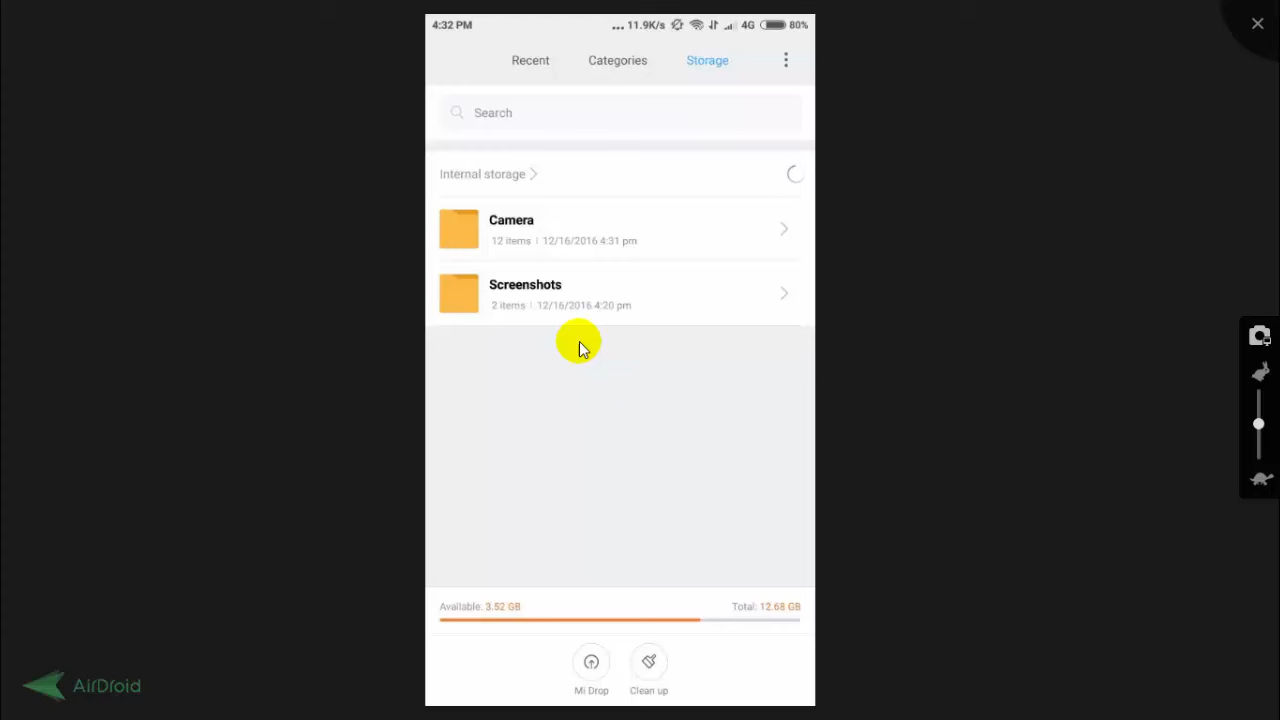 4:32 PM
... 11.9K/s 4G 80%
Recent Categories Storage
Search
Internal storage
Camera
12 items | 12/16/2016 4:31 pm
Screenshots
2 items | 12/16/2016 4:20 pm
Available: 3.52 GB Total: 12.68 GB
Mi Drop Clean up
AirDroid